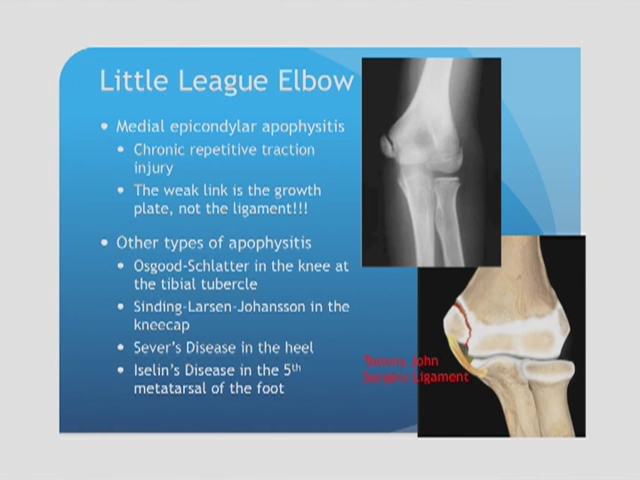 Little League Elbow
• Medial epicondylar apophysitis
• Chronic repetitive traction
injury
• The weak link is the growth
plate, not the ligament!!!
• Other types of apophysitis
• Osgood-Schlatter in the knee at
the tibial tubercle
• Sinding-Larsen-Johansson in the
kneecap
• Sever's Disease in the heel
• Iselin's Disease in the 5th
metatarsal of the foot
Tommy John
Surgery Ligament